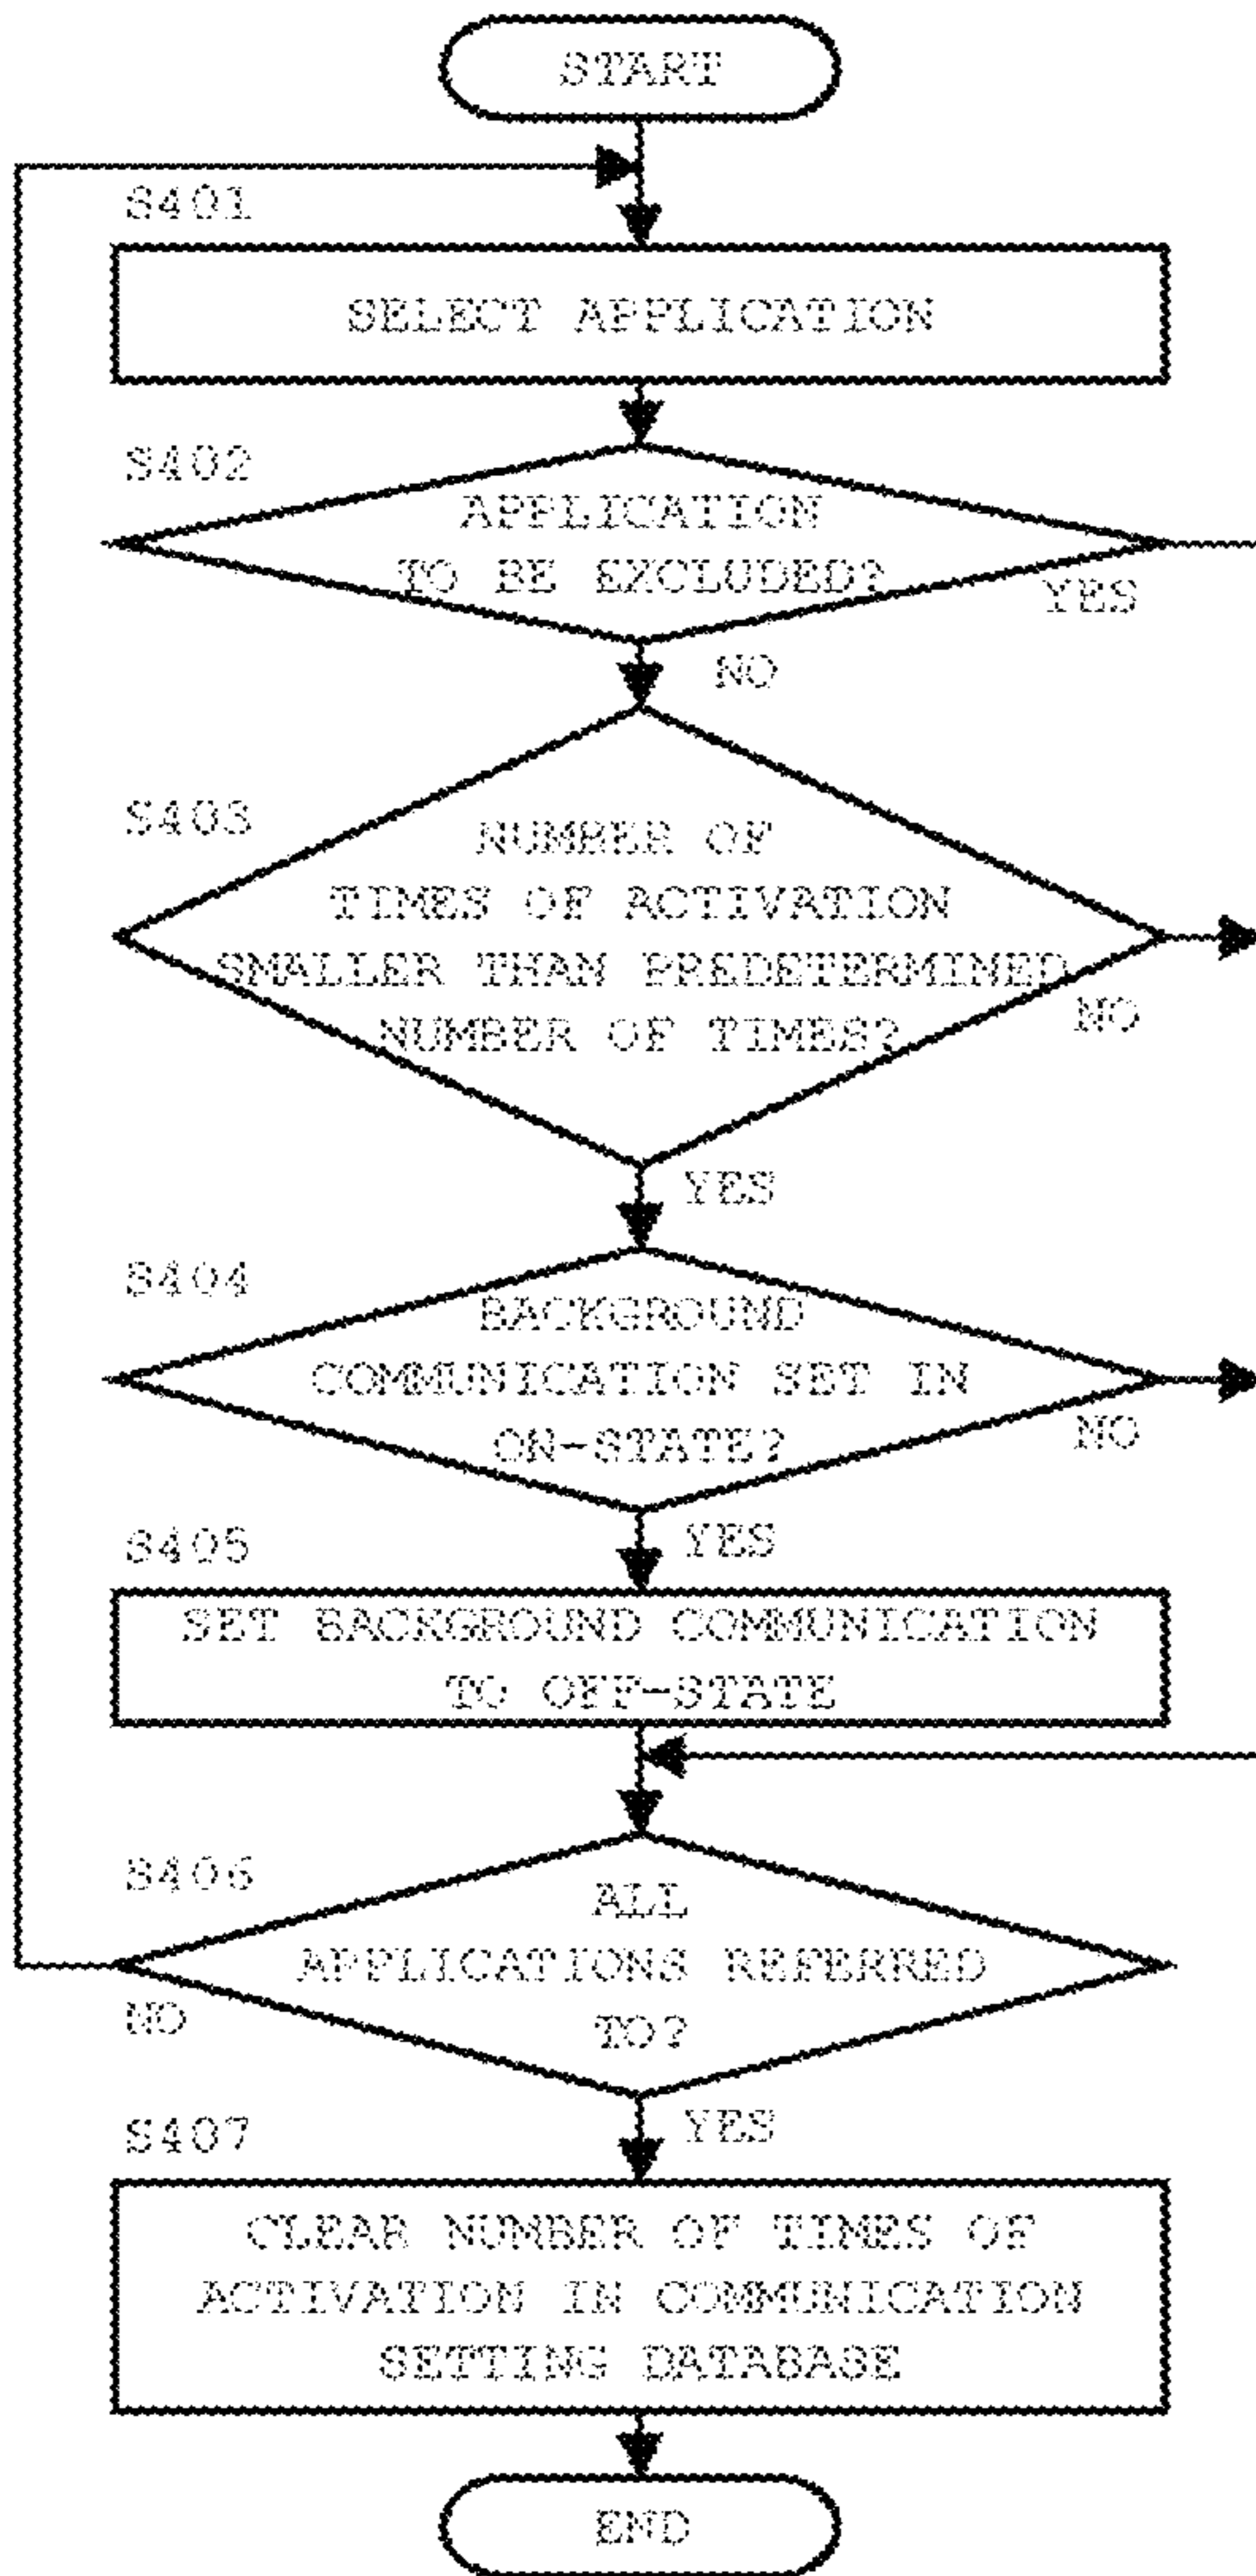 START
S401
SELECT APPLICATION
S402
APPLICATION
TO BE EXCLUDED?
YES
NO
S403
NUMBER OF
TIMES OF ACTIVATION
SMALLER THAN PREDETERMINED
NUMBER OF TIMES?
NO
YES
S404
BACKGROUND
COMMUNICATION SET IN
ON-STATE?
NO
YES
S405
SET BACKGROUND COMMUNICATION
TO OFF-STATE
S406
ALL
APPLICATIONS REFERRED
TO?
NO
YES
S407
CLEAR NUMBER OF TIMES OF
ACTIVATION IN COMMUNICATION
SETTING DATABASE
END